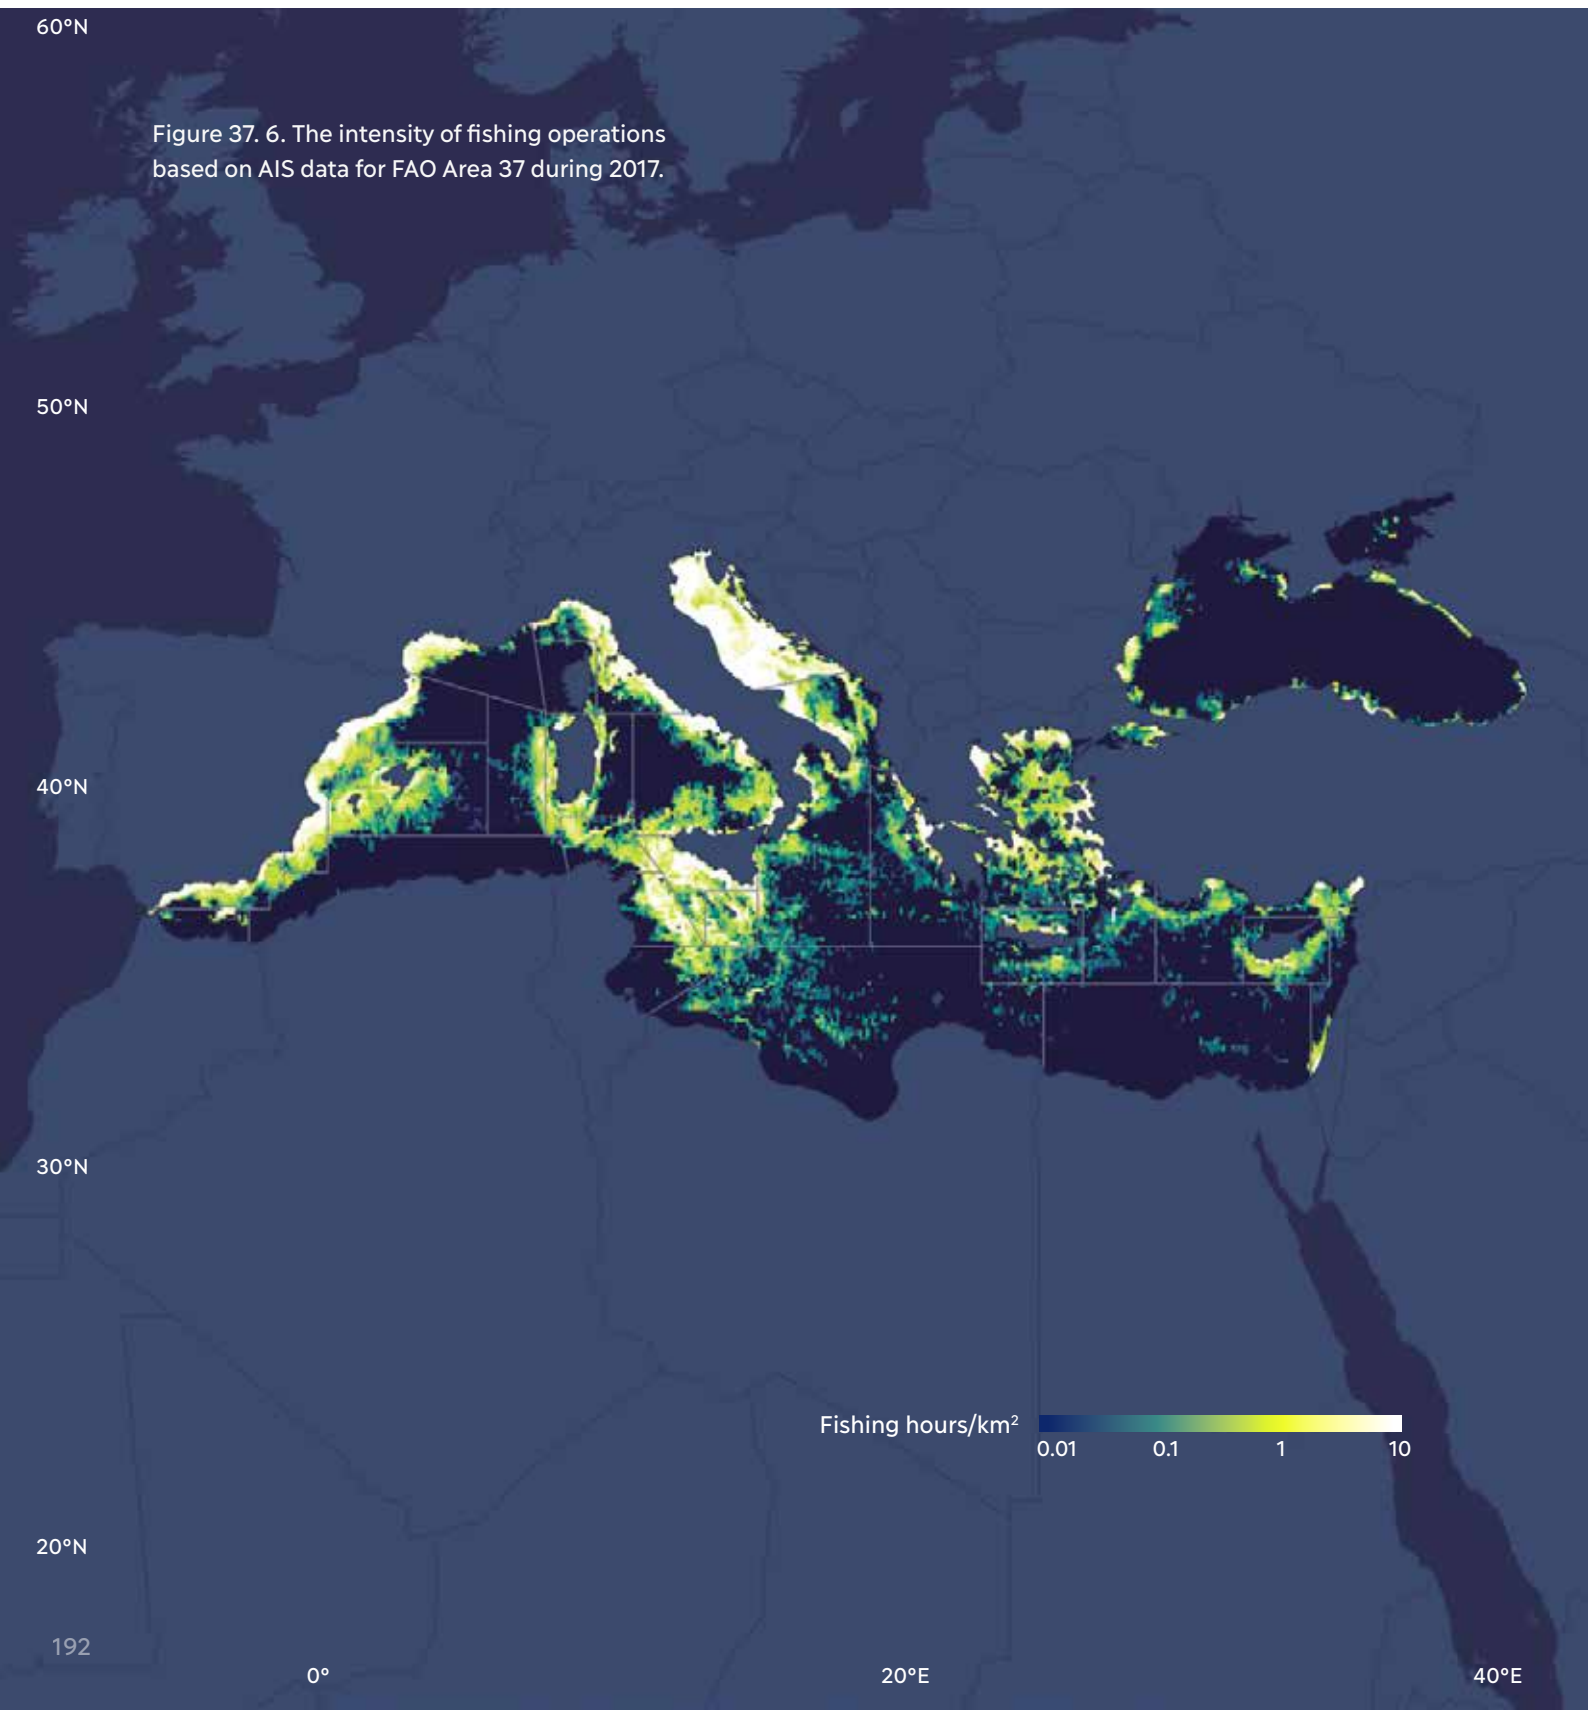 60°N
Figure 37. 6. The intensity of fishing operations
based on AIS data for FAO Area 37 during 2017.
50°N
40°N
30°N
Fishing hours/km²
0.01 0.1 1 10
20°N
192
0° 20°E 40°E